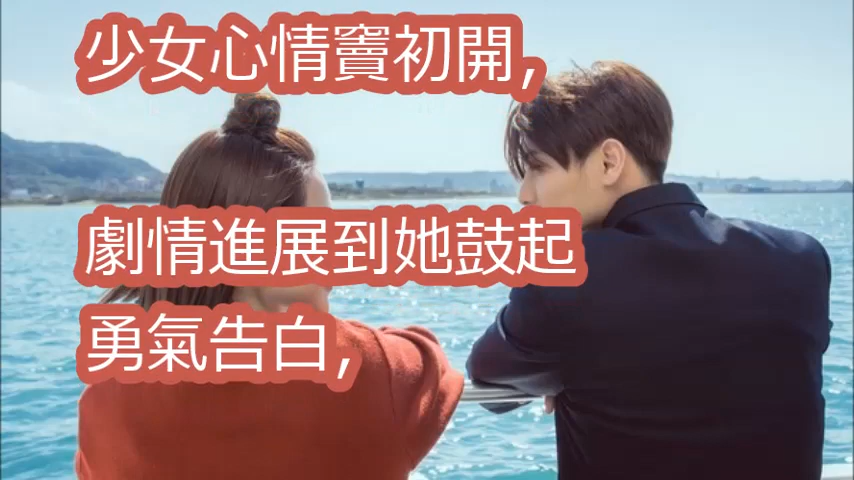 少女心情竇初開，
劇情進展到她鼓起
勇氣告白，